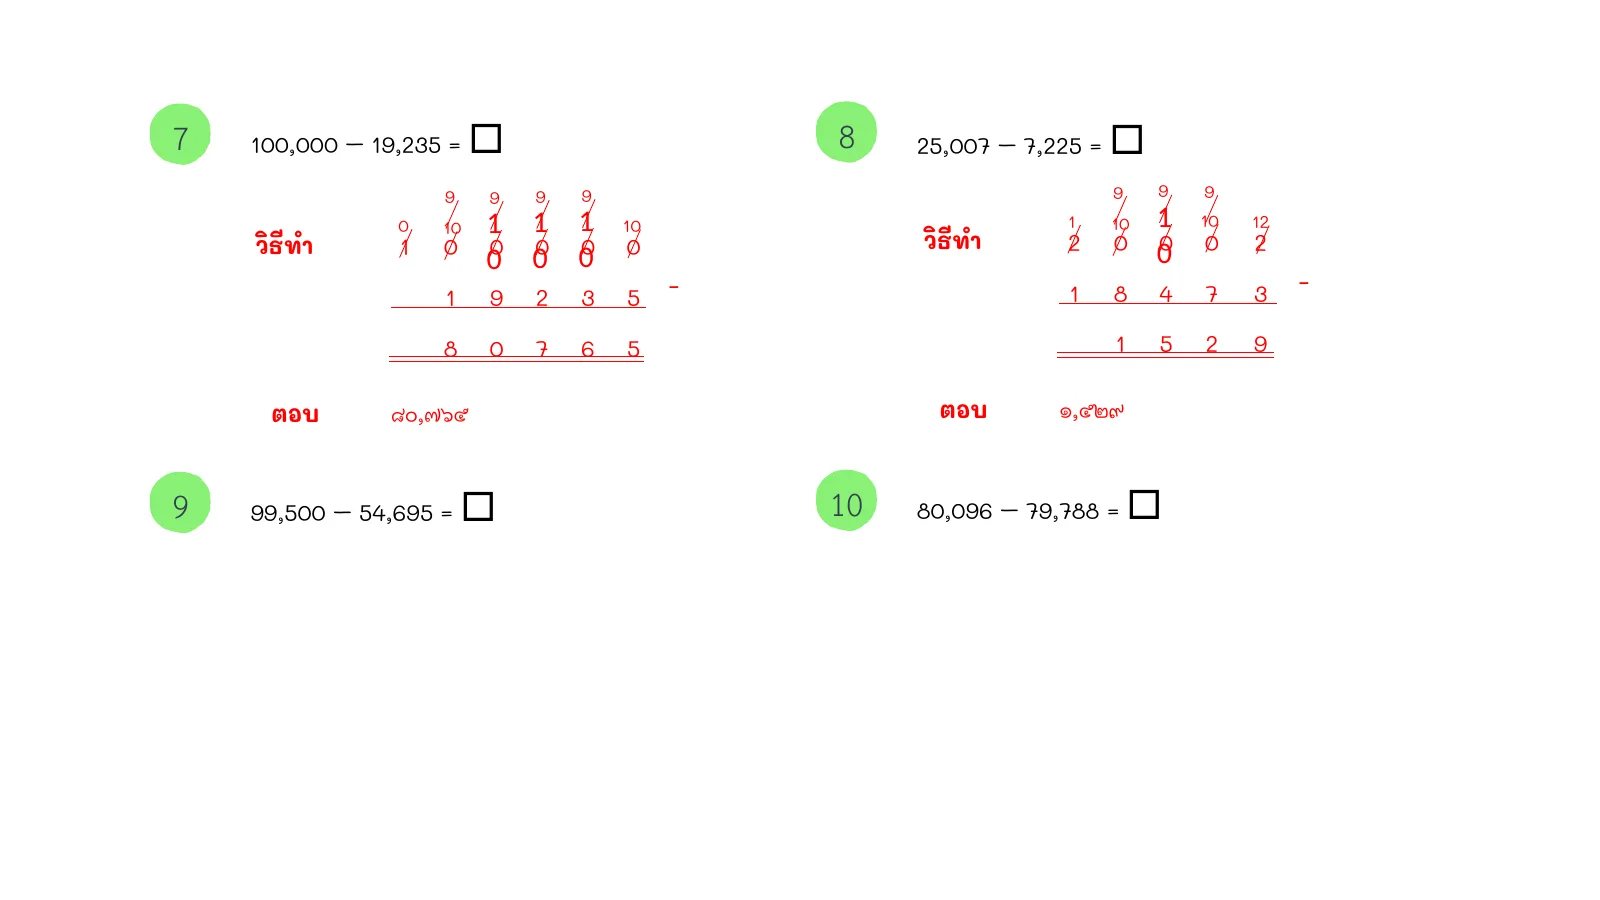 7
100,000 – 19,235 = □
9 9 9 9
0 10 10 10 10 10
วิธีทำ 1 0 0 0 0 0
-
1 9 2 3 5
8 0 7 6 5
ตอบ ๘๐,๗๖๕
8
25,007 – 7,225 = □
9 9 9
1 10 10 10 12
วิธีทำ 2 0 0 0 2
-
1 8 4 7 3
1 5 2 9
ตอบ ๑,๕๒๙
9
99,500 – 54,695 = □
10
80,096 – 79,788 = □